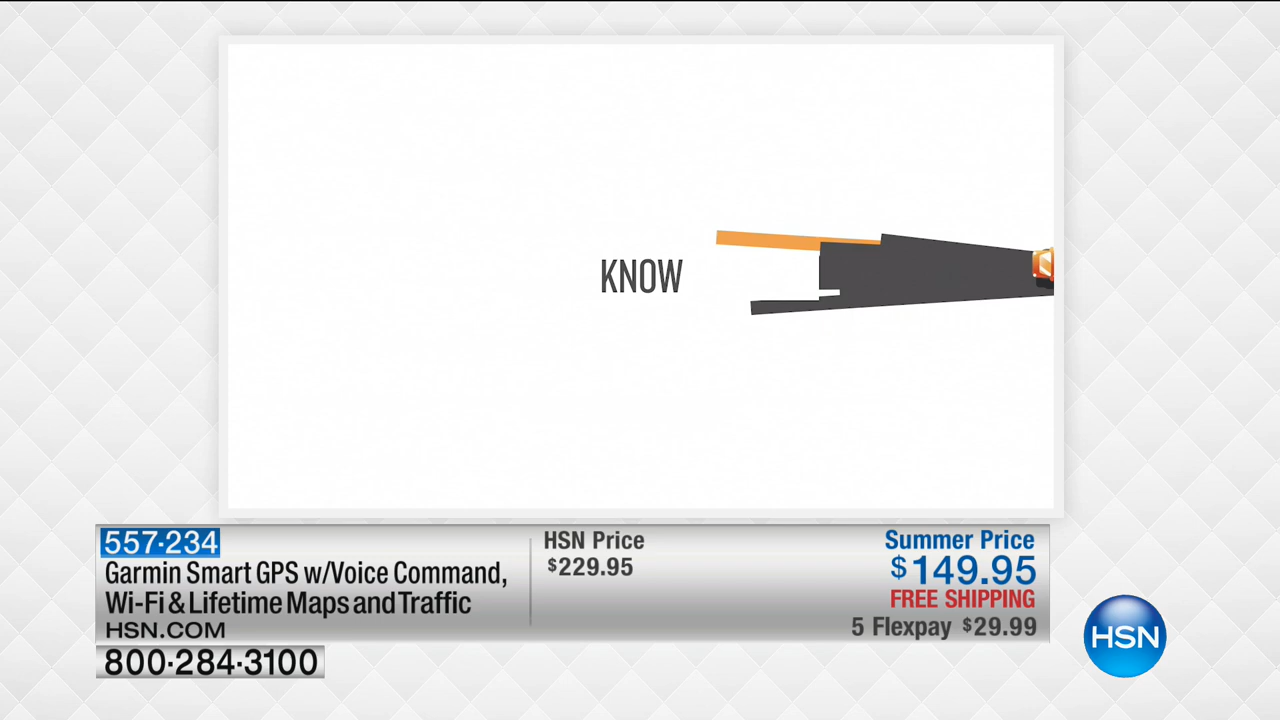 KNOW
557-234
Garmin Smart GPS w/Voice Command,
Wi-Fi & Lifetime Maps and Traffic
HSN.COM
800-284-3100
HSN Price
$229.95
Summer Price
$149.95
FREE SHIPPING
5 Flexpay $29.99
HSN